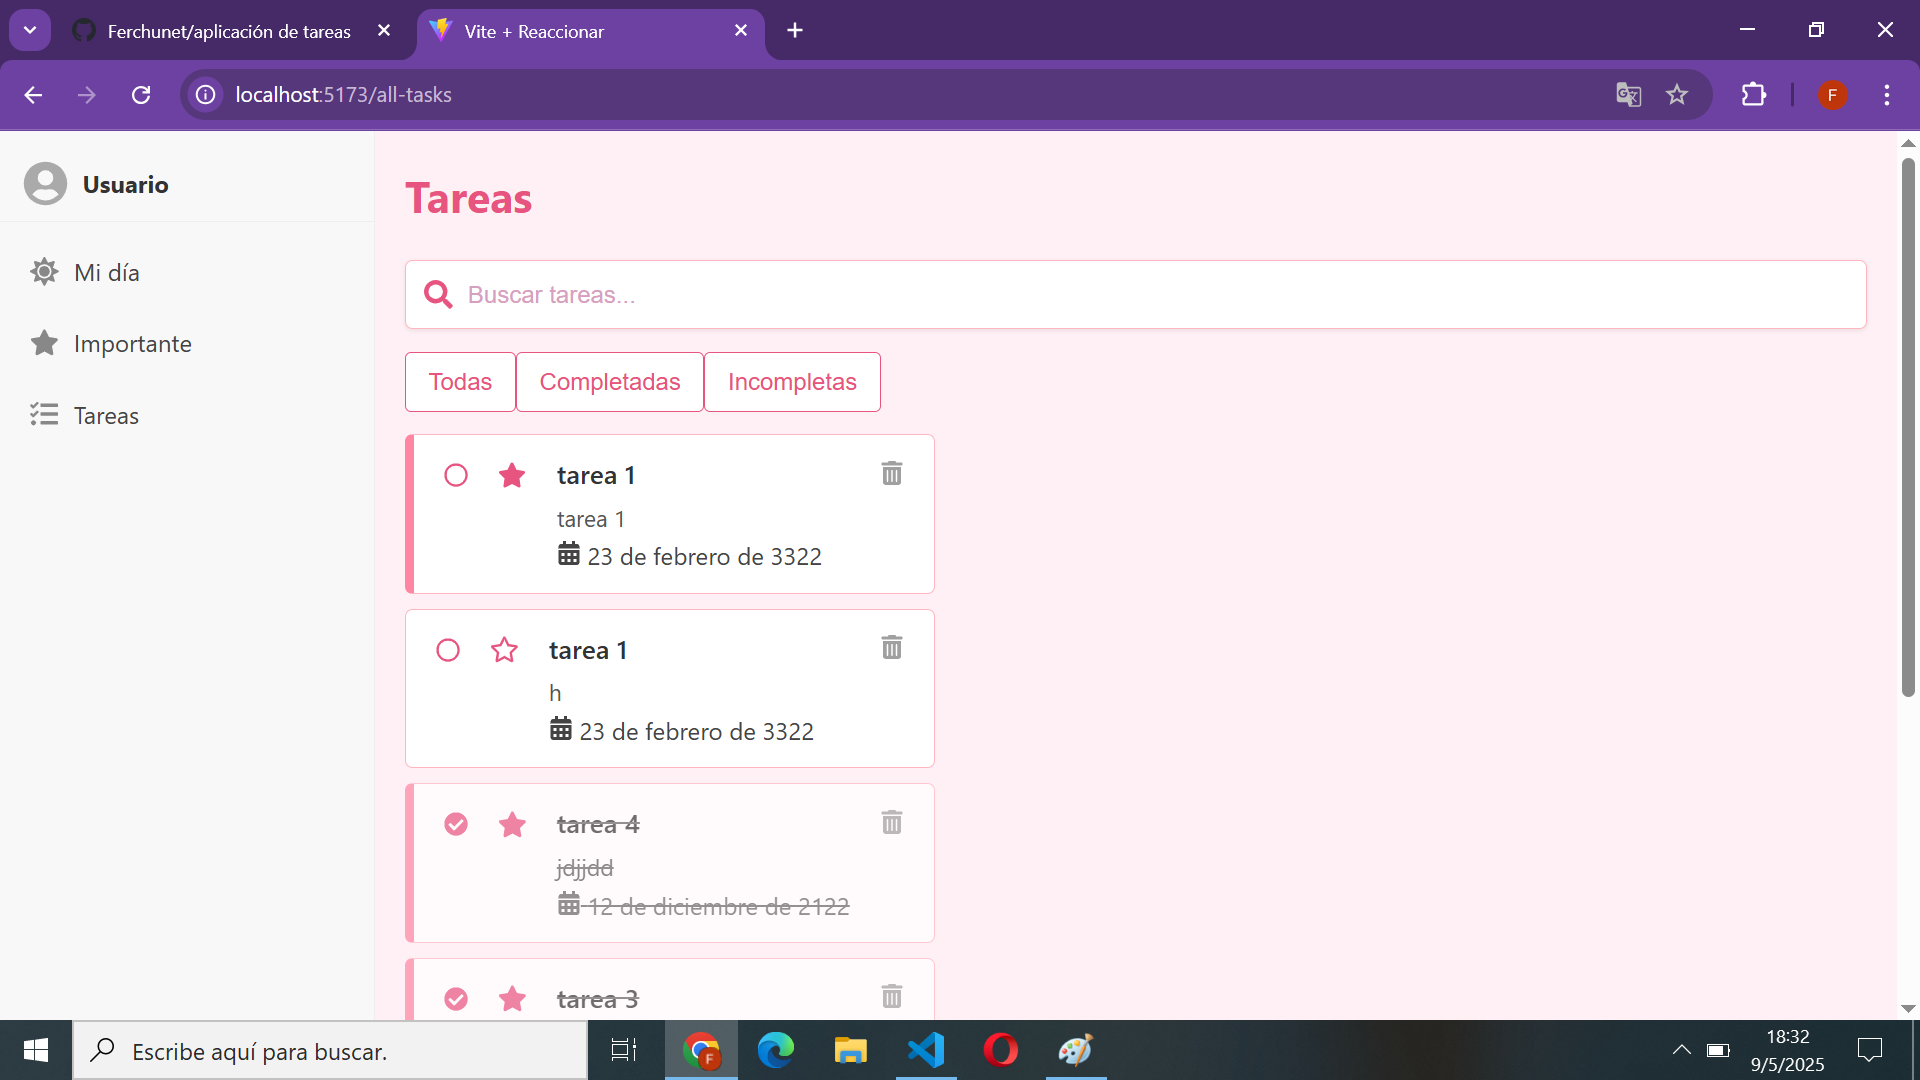 Ferchunet/aplicación de tareas
Vite + Reaccionar
localhost:5173/all-tasks
F
Usuario
Mi día
Importante
Tareas
Tareas
Buscar tareas...
Todas
Completadas
Incompletas
tarea 1
tarea 1
23 de febrero de 3322
tarea 1
h
23 de febrero de 3322
tarea 4
jdjjdd
12 de diciembre de 2122
tarea 3
Escribe aquí para buscar.
F
18:32
9/5/2025